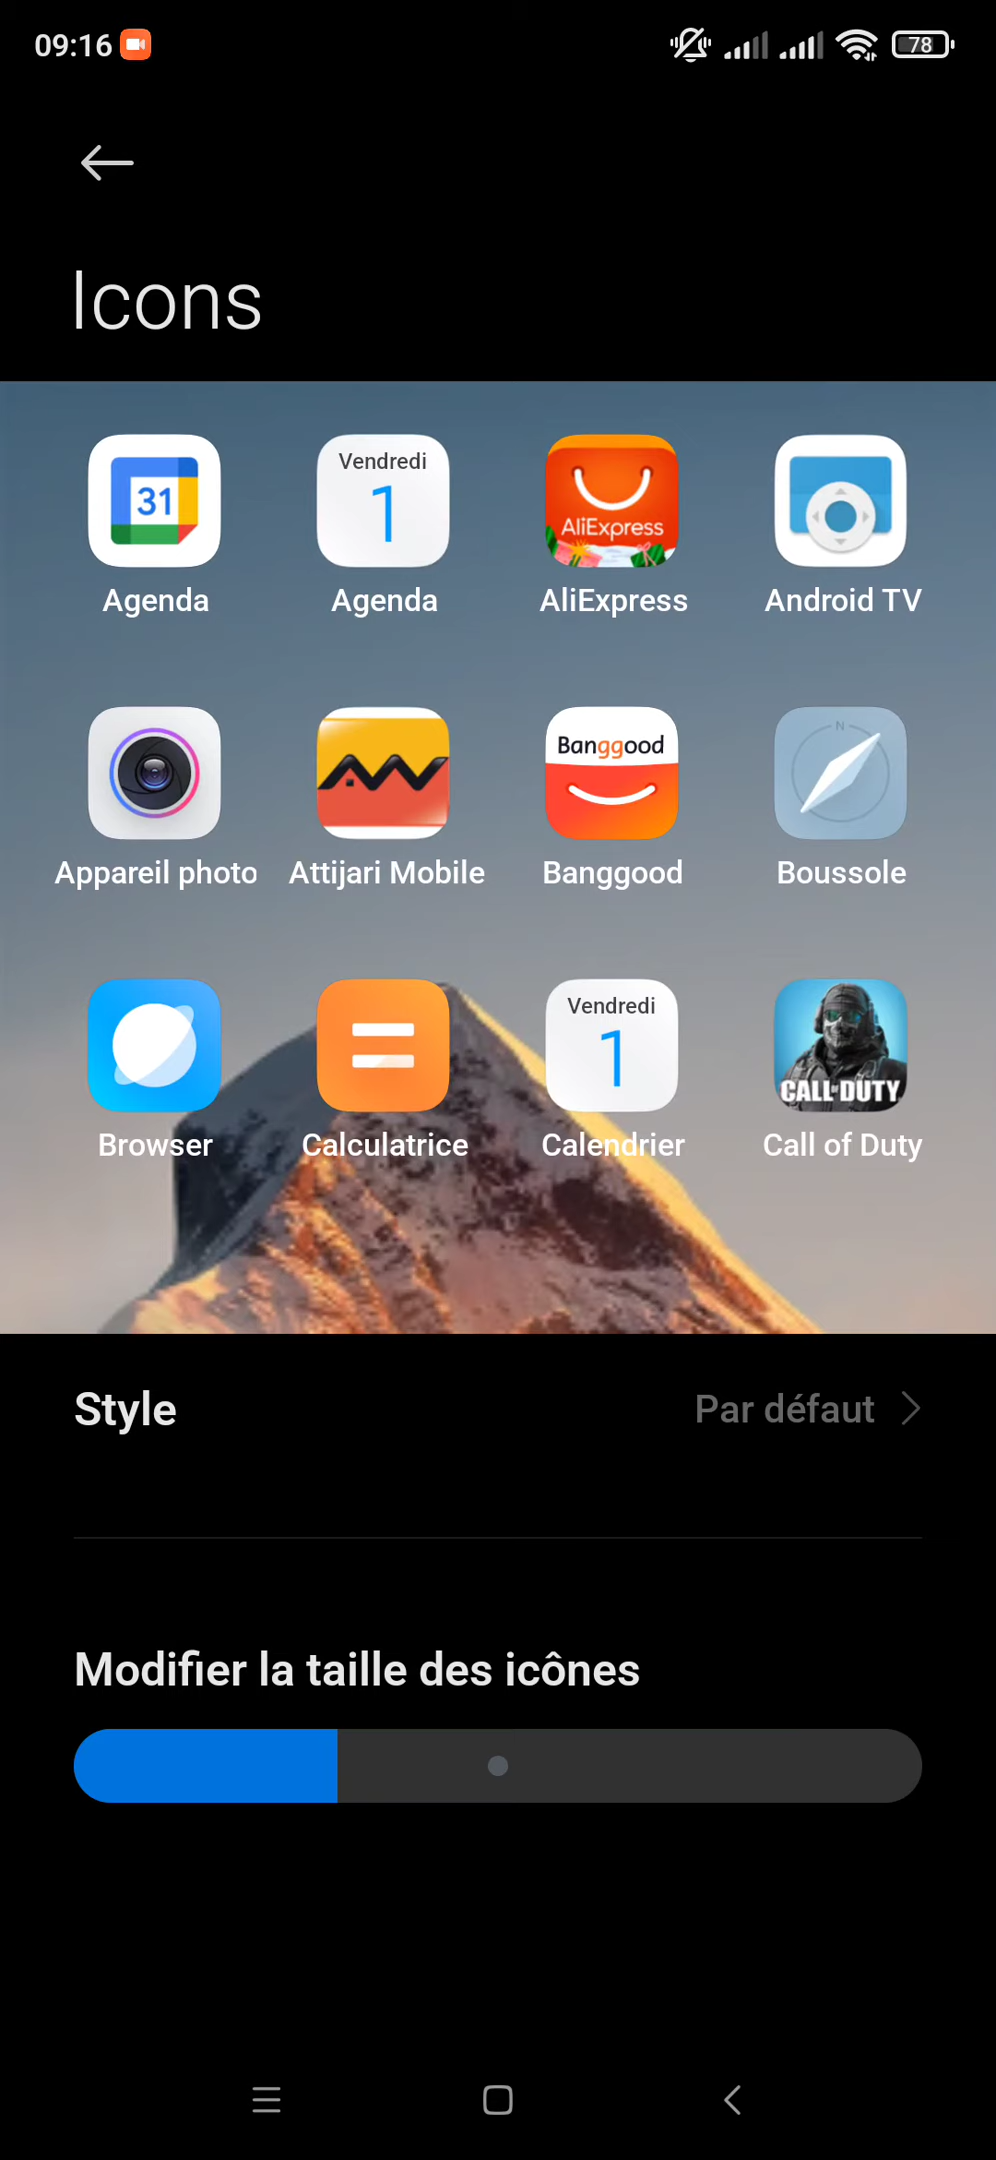 09:16
78
Icons
31
Vendredi
1
AliExpress
Agenda
Agenda
AliExpress
Android TV
Banggood
N
Appareil photo
Attijari Mobile
Banggood
Boussole
Vendredi
1
CALL OF DUTY
Browser
Calculatrice
Calendrier
Call of Duty
Style
Par défaut
Modifier la taille des icônes